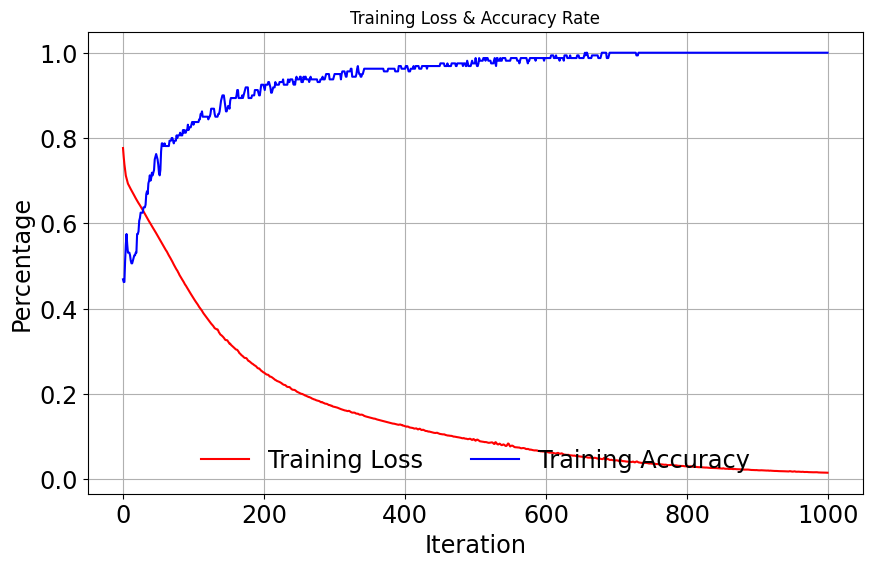 Training Loss & Accuracy Rate
1.0
0.8
0.6
0.4
0.2
0.0
Percentage
Training Loss
Training Accuracy
0 200 400 600 800 1000
Iteration